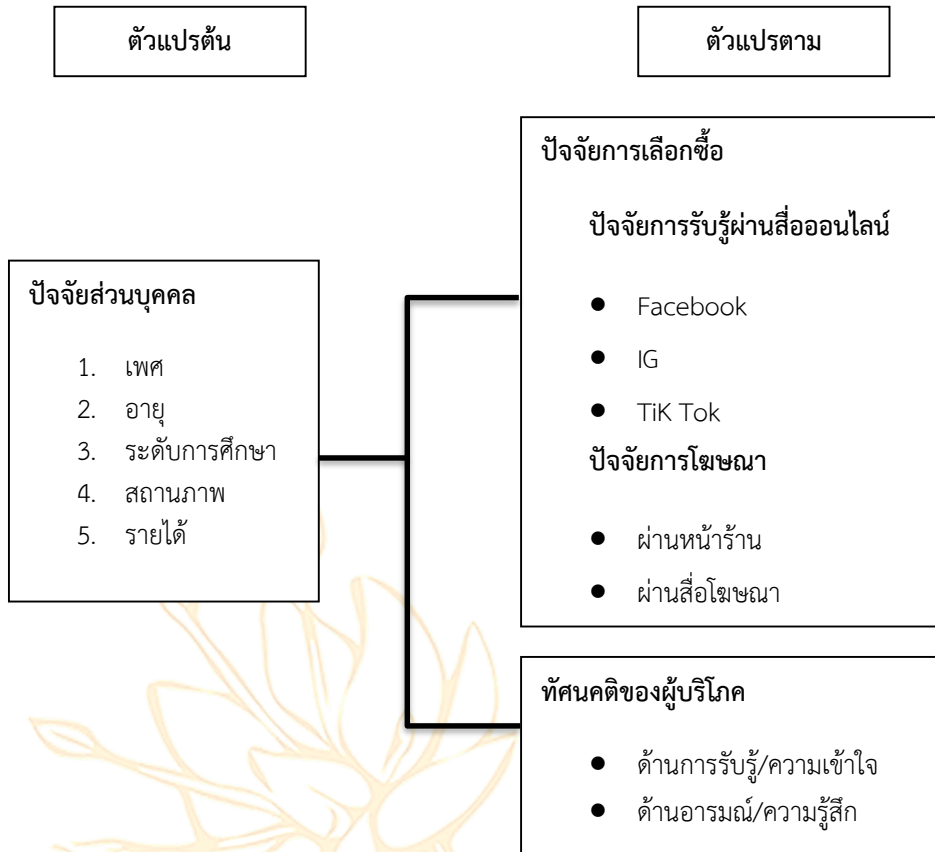 ตัวแปรต้น
ตัวแปรตาม
ปัจจัยส่วนบุคคล
1. เพศ
2. อายุ
3. ระดับการศึกษา
4. สถานภาพ
5. รายได้
ปัจจัยการเลือกซื้อ
ปัจจัยการรับรู้ผ่านสื่อออนไลน์
● Facebook
● IG
● TiK Tok
ปัจจัยการโฆษณา
● ผ่านหน้าร้าน
● ผ่านสื่อโฆษณา
ทัศนคติของผู้บริโภค
● ด้านการรับรู้/ความเข้าใจ
● ด้านอารมณ์/ความรู้สึก